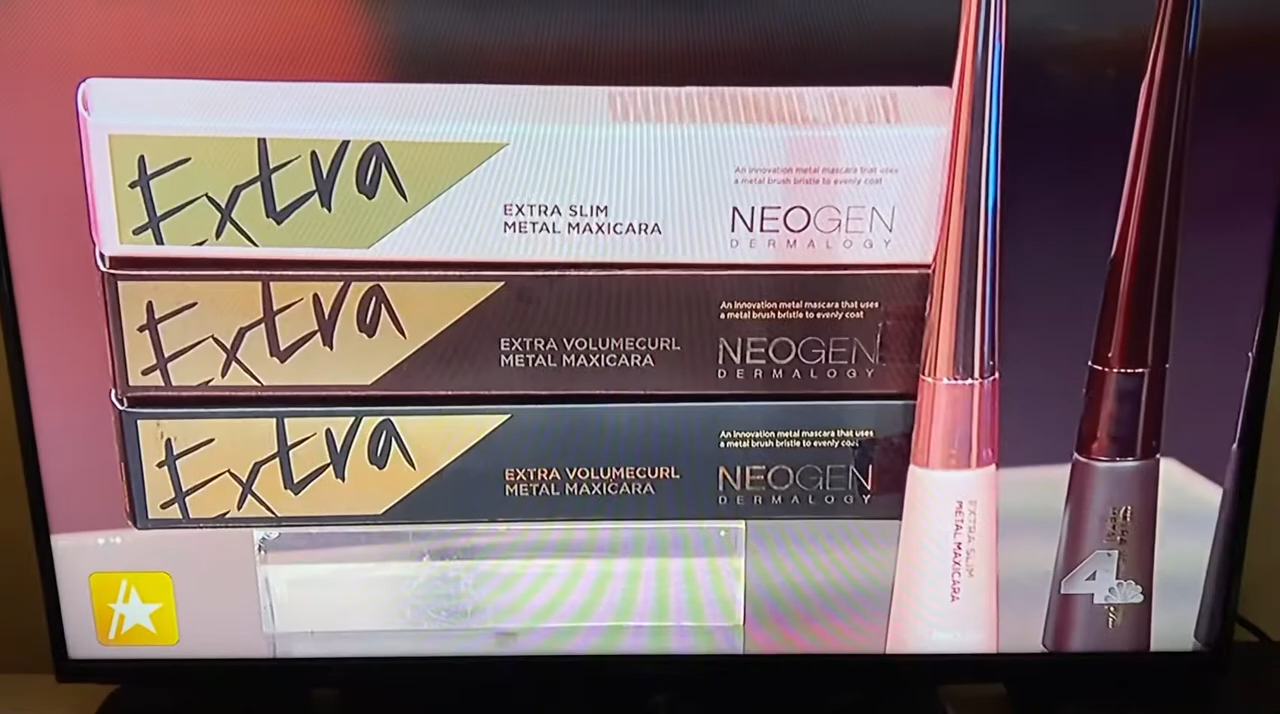 Extra
EXTRA SLIM
METAL MAXICARA
An innovation metal mascara that uses
a metal brush bristle to evenly coat
NEOGEN
DERMALOGY
Extra
EXTRA VOLUMECURL
METAL MAXICARA
An innovation metal mascara that uses
a metal brush bristle to evenly coat
NEOGEN
DERMALOGY
Extra
EXTRA VOLUMECURL
METAL MAXICARA
An innovation metal mascara that uses
a metal brush bristle to evenly coat
NEOGEN
DERMALOGY
EXTRA SLIM
METAL MAXICARA
4